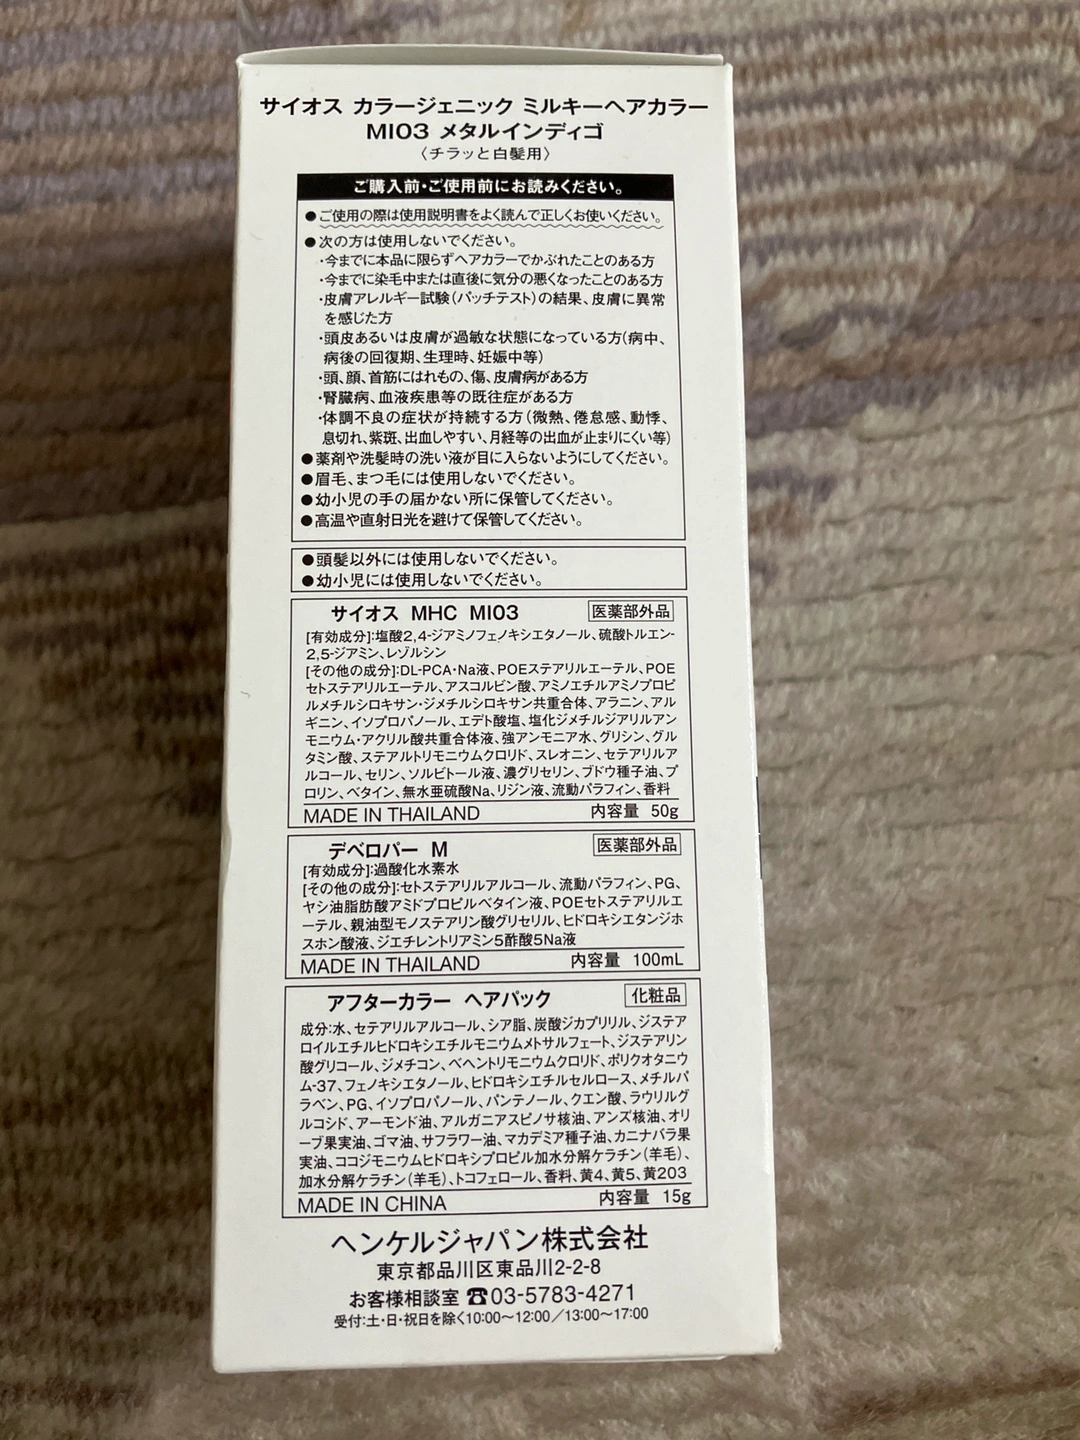 サイオス カラージェニック ミルキーヘアカラー
MI03 メタルインディゴ
〈チラッと白髪用〉
ご購入前・ご使用前にお読みください。
●ご使用の際は使用説明書をよく読んで正しくお使いください。
●次の方は使用しないでください。
・今までに本品に限らずヘアカラーでかぶれたことのある方
・今までに染毛中または直後に気分の悪くなったことのある方
・皮膚アレルギー試験(パッチテスト)の結果、皮膚に異常
を感じた方
・頭皮あるいは皮膚が過敏な状態になっている方(病中、
病後の回復期、生理時、妊娠中等)
・頭、顔、首筋にはれもの、傷、皮膚病がある方
・腎臓病、血液疾患等の既往症がある方
・体調不良の症状が持続する方(微熱、倦怠感、動悸、
息切れ、紫斑、出血しやすい、月経等の出血が止まりにくい等)
●薬剤や洗髪時の洗い液が目に入らないようにしてください。
●眉毛、まつ毛には使用しないでください。
●幼小児の手の届かない所に保管してください。
●高温や直射日光を避けて保管してください。
●頭髪以外には使用しないでください。
●幼小児には使用しないでください。
サイオス MHC MI03 医薬部外品
[有効成分]:塩酸2,4-ジアミノフェノキシエタノール、硫酸トルエン-
2,5-ジアミン、レゾルシン
[その他の成分]:DL-PCA・Na液、POEステアリルエーテル、POE
セトステアリルエーテル、アスコルビン酸、アミノエチルアミノプロピ
ルメチルシロキサン・ジメチルシロキサン共重合体、アラニン、アル
ギニン、イソプロパノール、エデト酸塩、塩化ジメチルジアリルアン
モニウム・アクリル酸共重合体液、強アンモニア水、グリシン、グル
タミン酸、ステアルトリモニウムクロリド、スレオニン、セテアリルア
ルコール、セリン、ソルビトール液、濃グリセリン、ブドウ種子油、プ
ロリン、ベタイン、無水亜硫酸Na、リジン液、流動パラフィン、香料
MADE IN THAILAND 内容量 50g
デベロパー M 医薬部外品
[有効成分]:過酸化水素水
[その他の成分]:セトステアリルアルコール、流動パラフィン、PG、
ヤシ油脂肪酸アミドプロピルベタイン液、POEセトステアリルエ
ーテル、親油型モノステアリン酸グリセリル、ヒドロキシエタンジホ
スホン酸液、ジエチレントリアミン5酢酸5Na液
MADE IN THAILAND 内容量 100mL
アフターカラー ヘアパック 化粧品
成分:水、セテアリルアルコール、シア脂、炭酸ジカプリリル、ジステア
ロイルエチルヒドロキシエチルモニウムメトサルフェート、ジステアリン
酸グリコール、ジメチコン、ベヘントリモニウムクロリド、ポリクオタニウ
ム-37、フェノキシエタノール、ヒドロキシエチルセルロース、メチルパ
ラベン、PG、イソプロパノール、パンテノール、クエン酸、ラウリルグ
ルコシド、アーモンド油、アルガニアスピノサ核油、アンズ核油、オリ
ーブ果実油、ゴマ油、サフラワー油、マカデミア種子油、カニナバラ果
実油、ココジモニウムヒドロキシプロピル加水分解ケラチン(羊毛)、
加水分解ケラチン(羊毛)、トコフェロール、香料、黄4、黄5、黄203
MADE IN CHINA 内容量 15g
ヘンケルジャパン株式会社
東京都品川区東品川2-2-8
お客様相談室 ☎03-5783-4271
受付:土・日・祝日を除く10:00〜12:00/13:00〜17:00